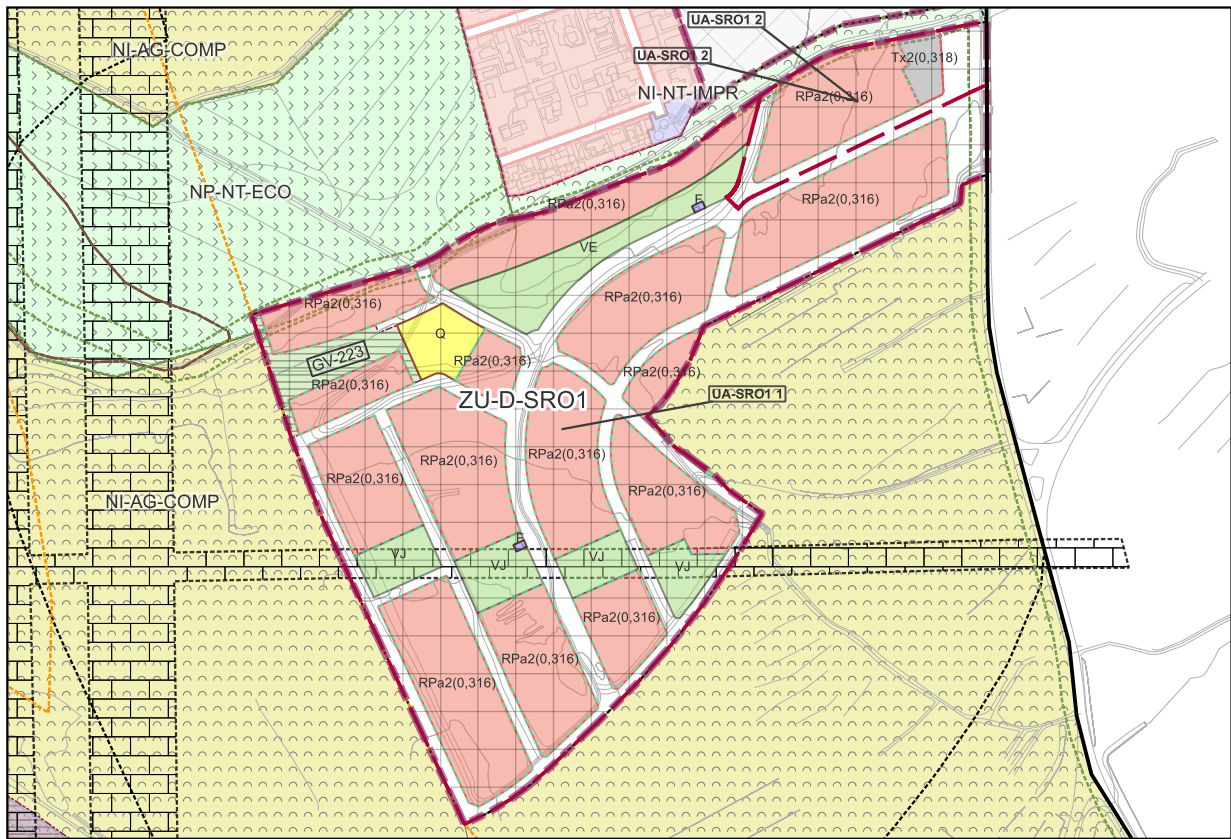 UA-SRO1 2
NI-AG-COMP
UA-SRO1 2
Tx2(0,318)
NI-NT-IMPR
RPa2(0,316)
NP-NT-ECO
RPa2(0,316)
E
RPa2(0,316)
VE
RPa2(0,316)
RPa2(0,316)
Q
GV-223
RPa2(0,316)
RPa2(0,316)
RPa2(0,316)
ZU-D-SRO1
UA-SRO1 1
RPa2(0,316)
RPa2(0,316)
RPa2(0,316)
RPa2(0,316)
NI-AG-COMP
E
VJ
VJ
VJ
VJ
RPa2(0,316)
RPa2(0,316)
RPa2(0,316)